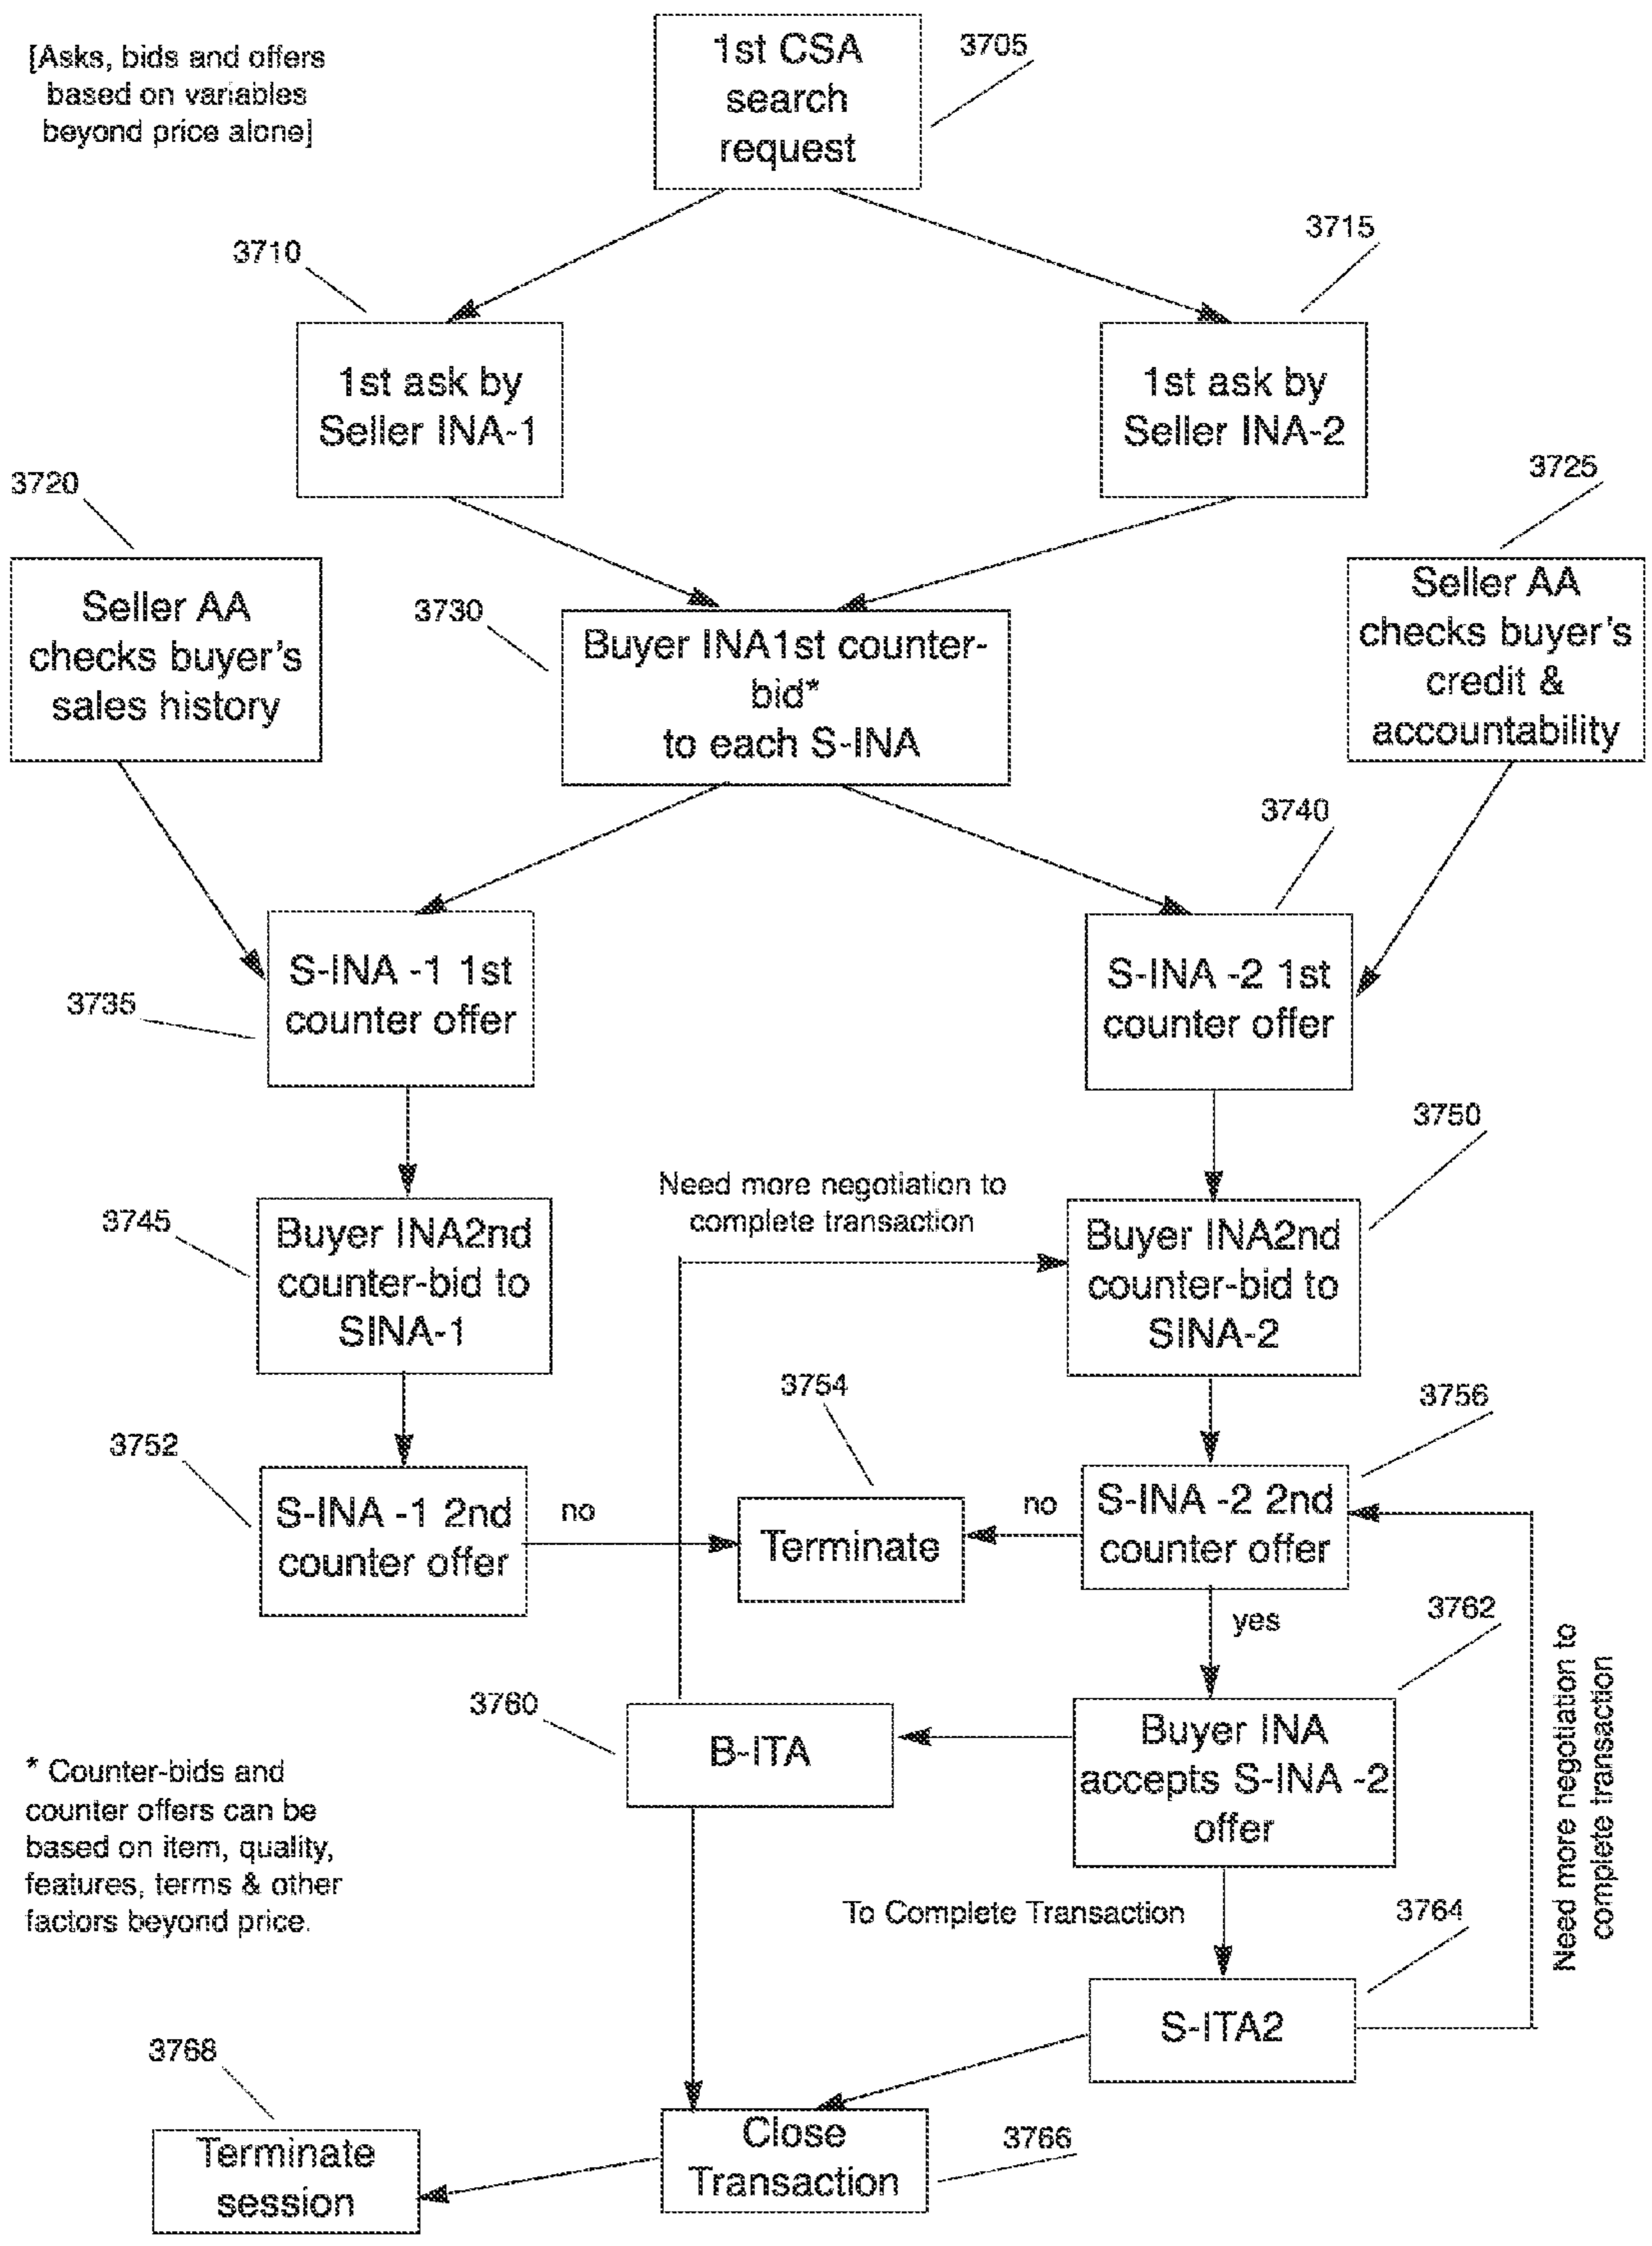 [Asks, bids and offers
based on variables
beyond price alone]
1st CSA
search
request
3705
3710
3715
1st ask by
Seller INA-1
1st ask by
Seller INA-2
3720
3725
Seller AA
checks buyer's
sales history
3730
Buyer INA1st counter-
bid*
to each S-INA
Seller AA
checks buyer's
credit &
accountability
3740
S-INA -1 1st
counter offer
3735
S-INA -2 1st
counter offer
3750
Need more negotiation to
complete transaction
3745
Buyer INA2nd
counter-bid to
SINA-1
Buyer INA2nd
counter-bid to
SINA-2
3754
3756
3752
S-INA -1 2nd
counter offer
no
Terminate
no
S-INA -2 2nd
counter offer
yes
3762
3760
B-ITA
Buyer INA
accepts S-INA -2
offer
Need more negotiation to
complete transaction
* Counter-bids and
counter offers can be
based on item, quality,
features, terms & other
factors beyond price.
To Complete Transaction
3764
S-ITA2
3768
Terminate
session
Close
Transaction
3766